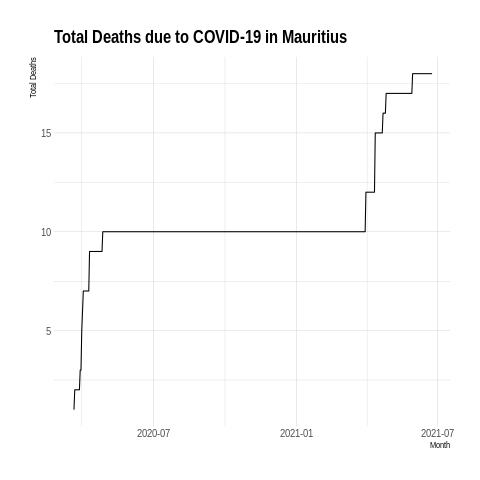 Total Deaths due to COVID-19 in Mauritius
Total Deaths
15
10
5
2020-07
2021-01
2021-07
Month